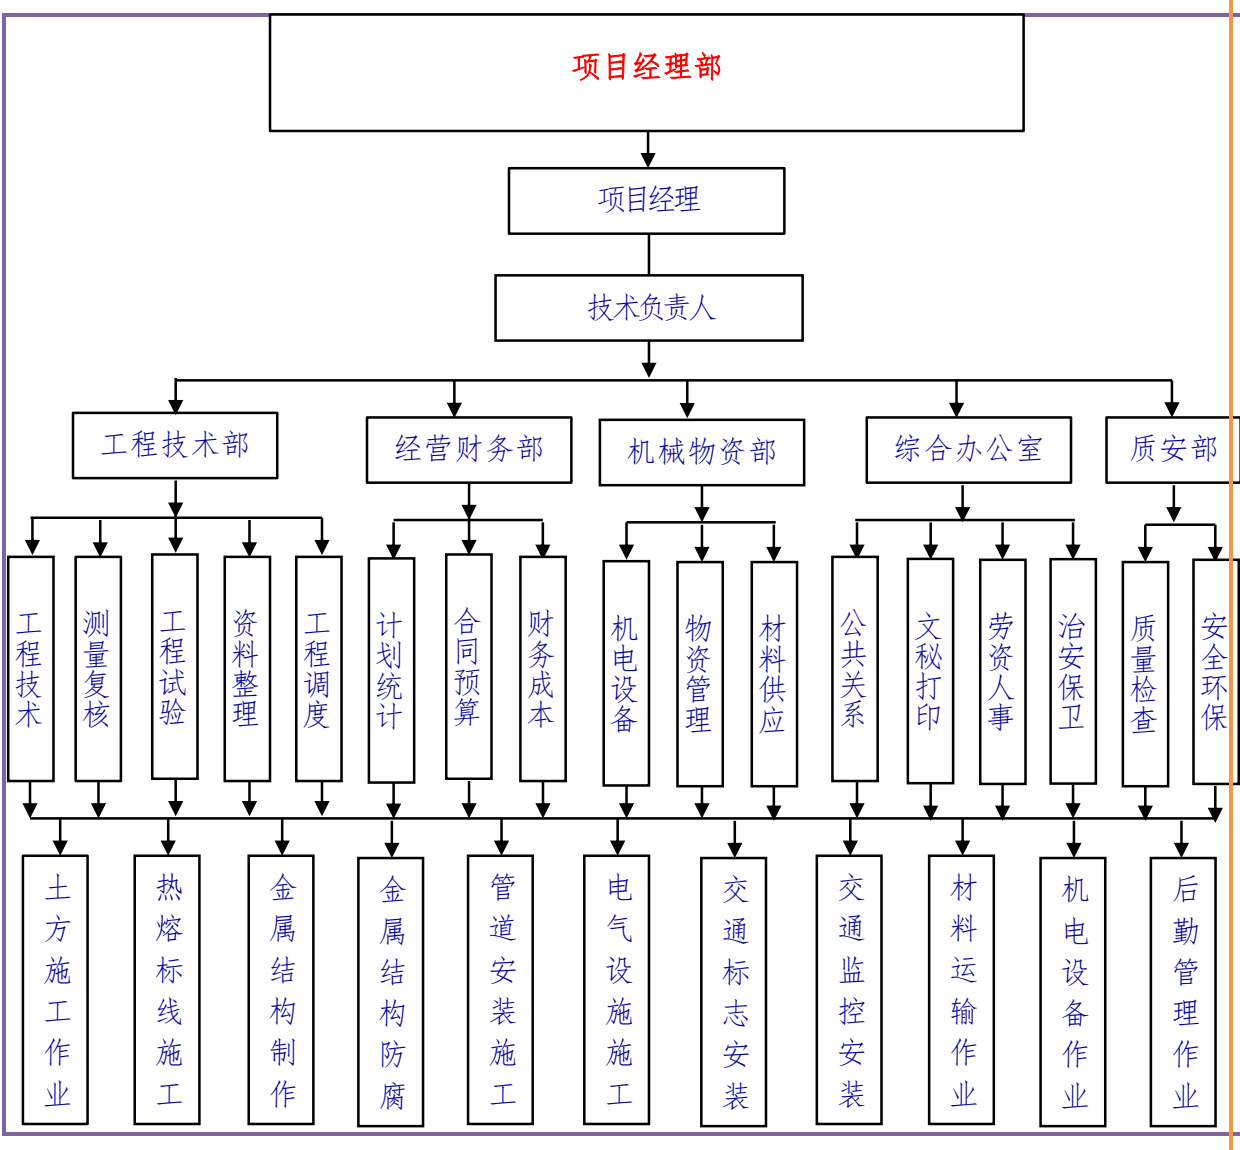 项目经理部
项目经理
技术负责人
工程技术部
经营财务部
机械物资部
综合办公室
质安部
工程技术
测量复核
工程试验
资料整理
工程调度
计划统计
合同预算
财务成本
机电设备
物资管理
材料供应
公共关系
文秘打印
劳资人事
治安保卫
质量检查
安全环保
土方施工作业
热熔标线施工
金属结构制作
金属结构防腐
管道安装施工
电气设施施工
交通标志安装
交通监控安装
材料运输作业
机电设备作业
后勤管理作业